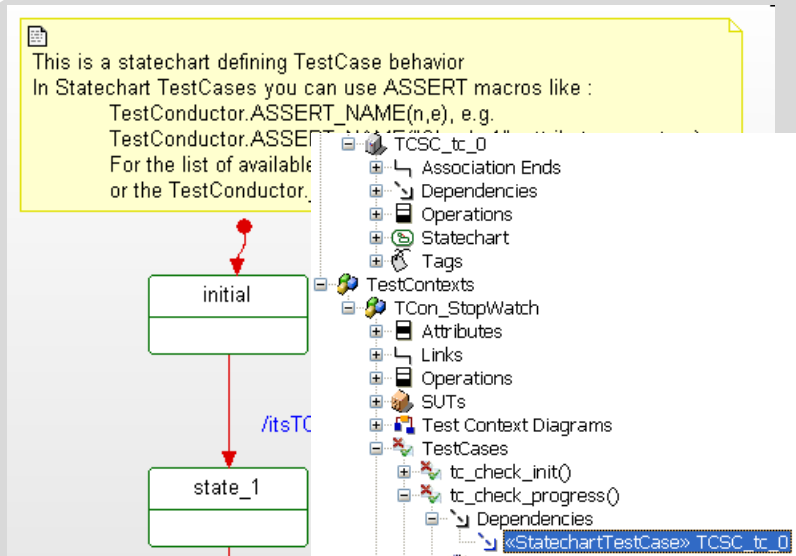 This is a statechart defining TestCase behavior
In Statechart TestCases you can use ASSERT macros like :
TestConductor.ASSERT_NAME(n,e), e.g.
TestConductor.ASSERT
For the list of available
or the TestConductor.
initial
/itsTC
state_1
TCSC_tc_0
Association Ends
Dependencies
Operations
Statechart
Tags
TestContexts
TCon_StopWatch
Attributes
Links
Operations
SUTs
Test Context Diagrams
TestCases
tc_check_init()
tc_check_progress()
Dependencies
«StatechartTestCase» TCSC_tc_0